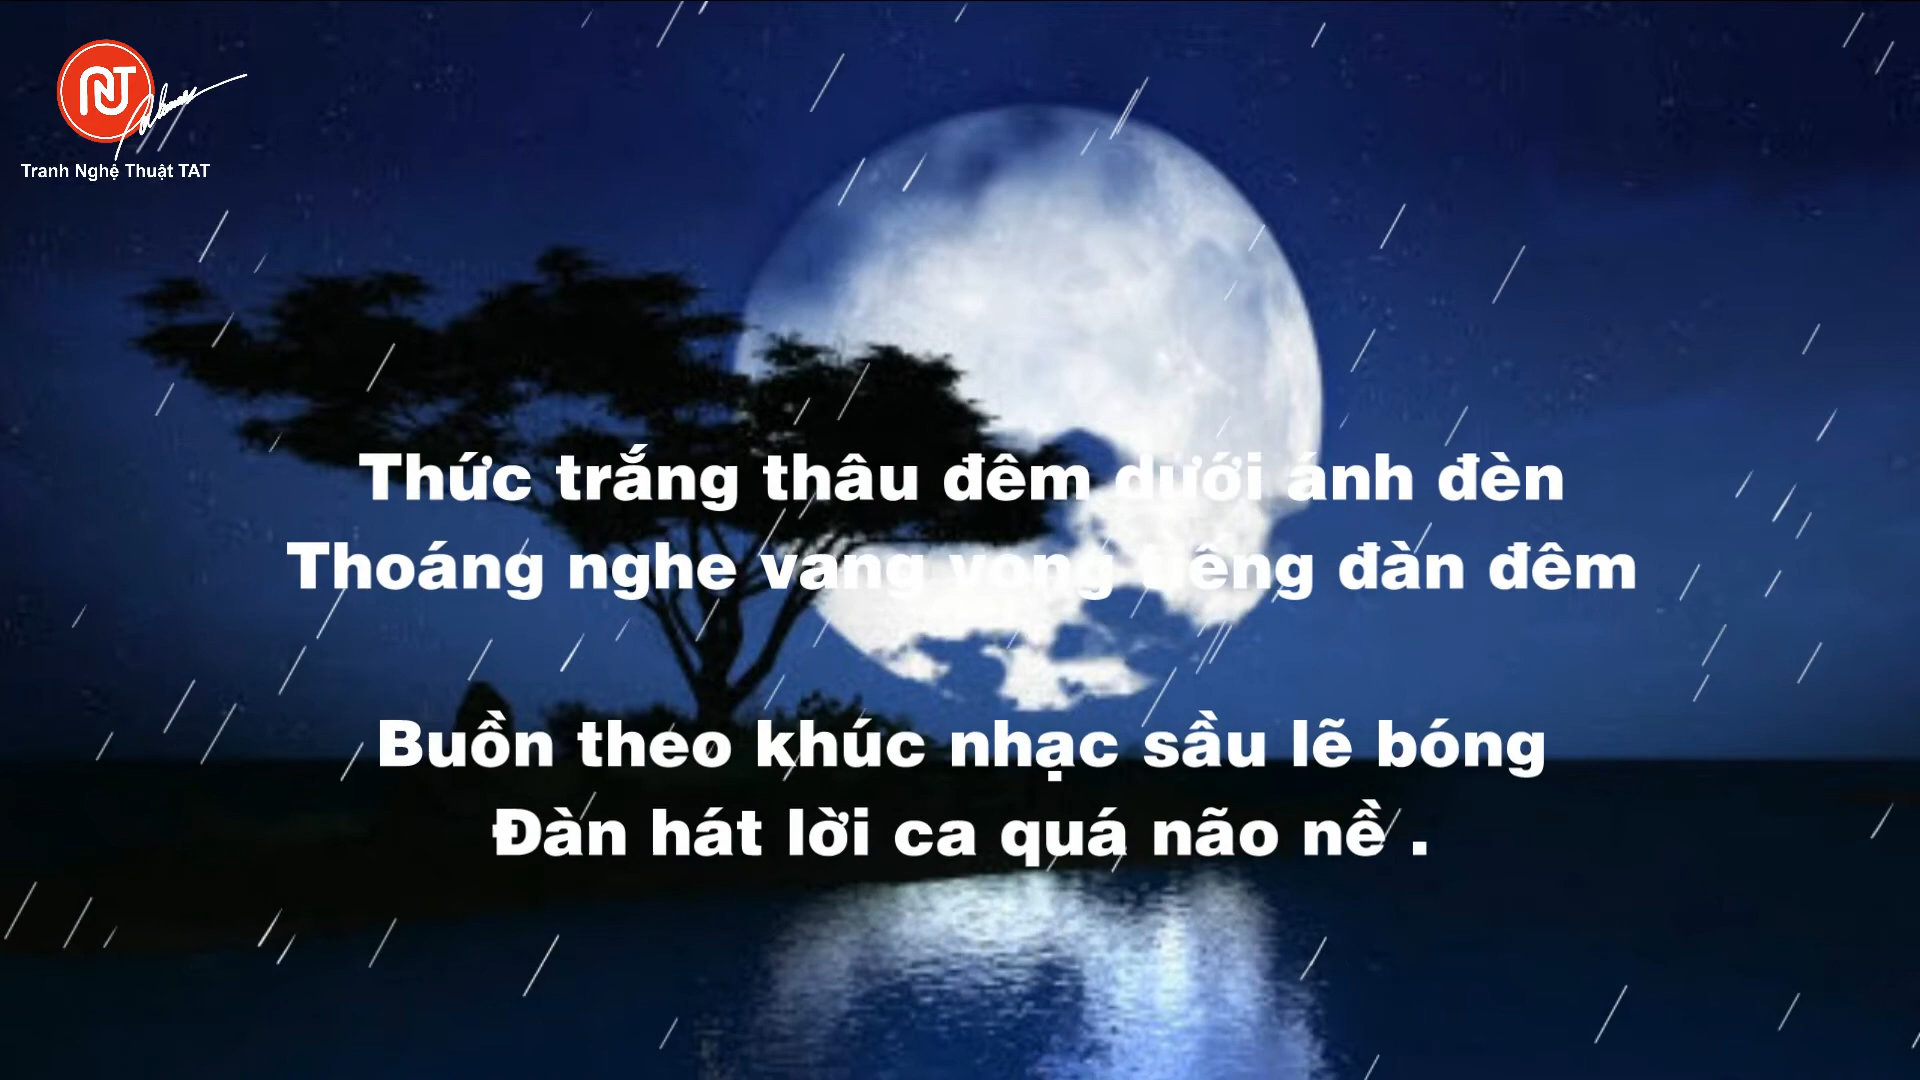 Tranh Nghệ Thuật TAT
Thức trắng thâu đêm dưới ánh đèn
Thoáng nghe vang vọng tiếng đàn đêm
Buồn theo khúc nhạc sầu lẽ bóng
Đàn hát lời ca quá não nề .